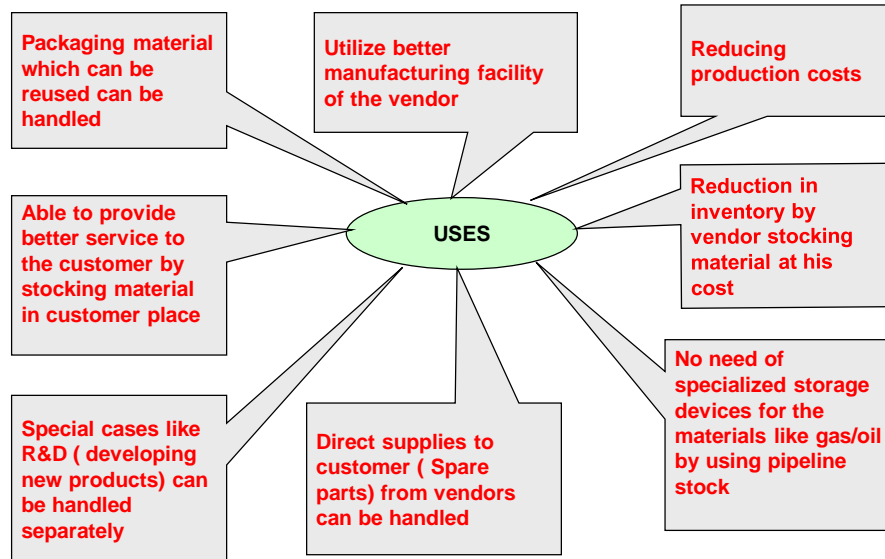 Packaging material
which can be
reused can be
handled
Utilize better
manufacturing facility
of the vendor
Reducing
production costs
Able to provide
better service to
the customer by
stocking material
in customer place
USES
Reduction in
inventory by
vendor stocking
material at his
cost
Special cases like
R&D ( developing
new products) can
be handled
separately
Direct supplies to
customer ( Spare
parts) from vendors
can be handled
No need of
specialized storage
devices for the
materials like gas/oil
by using pipeline
stock